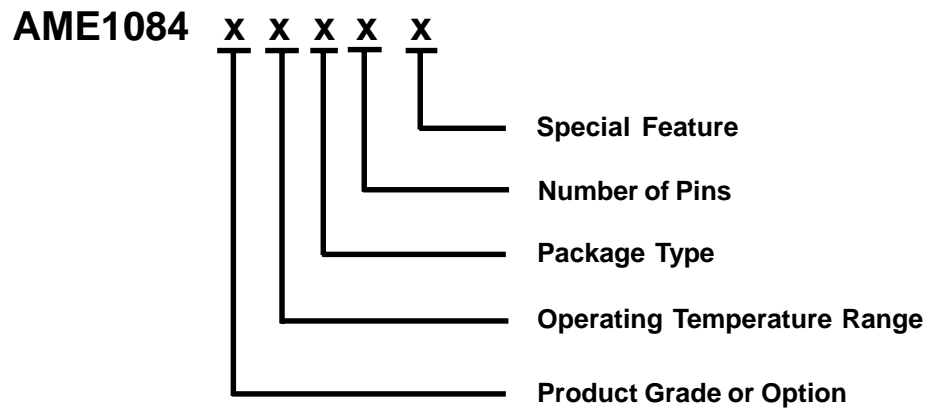 AME1084 x x x x x
Special Feature
Number of Pins
Package Type
Operating Temperature Range
Product Grade or Option